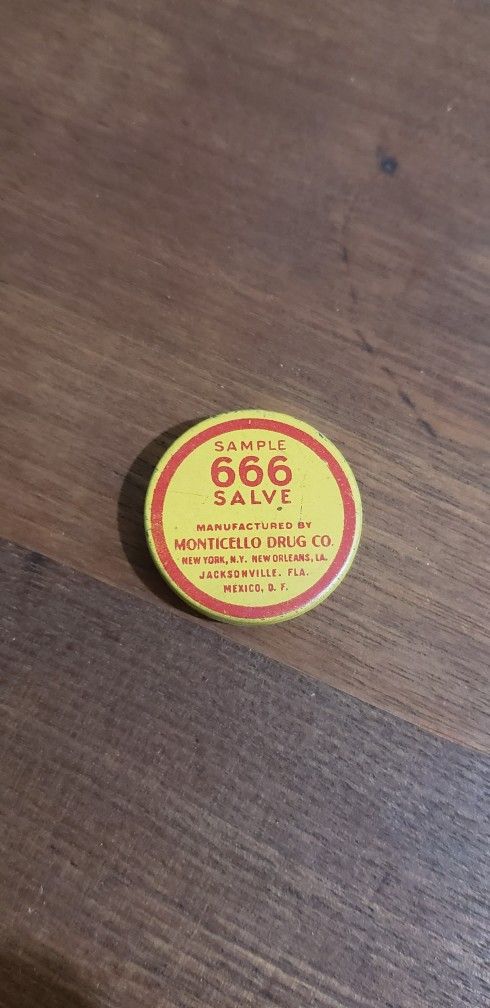 SAMPLE
666
SALVE
MANUFACTURED BY
MONTICELLO DRUG CO.
NEW YORK, N.Y. NEW ORLEANS, LA.
JACKSONVILLE. FLA.
MEXICO, D. F.